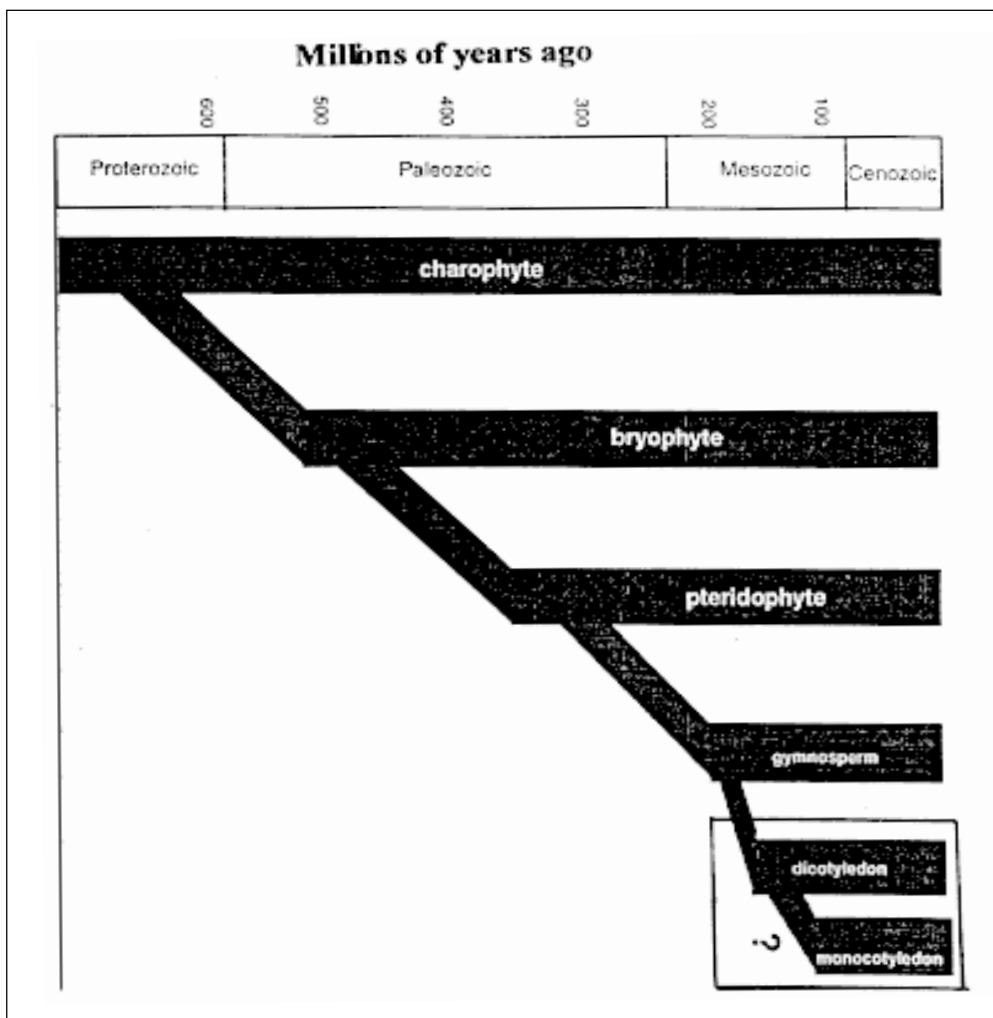 Millions of years ago
600 500 400 300 200 100
Proterozoic Paleozoic Mesozoic Cenozoic
charophyte
bryophyte
pteridophyte
gymnosperm
dicotyledon
?
monocotyledon